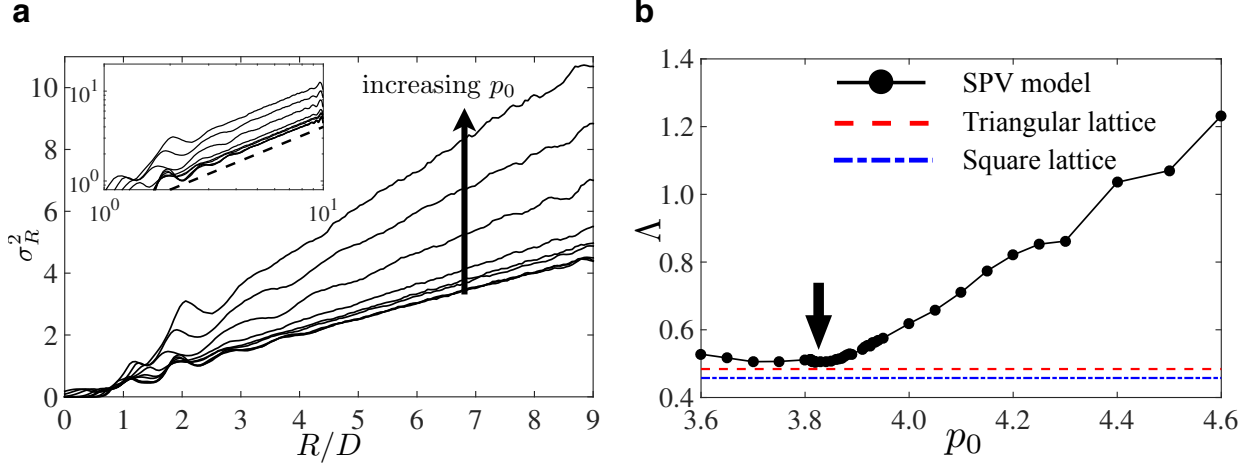 a
b
10
8
6
4
2
0
σ_R^2
10^1
10^0
10^0
10^1
increasing p_0
0 1 2 3 4 5 6 7 8 9
R/D
1.4
1.2
1.0
0.8
0.6
0.4
Λ
SPV model
Triangular lattice
Square lattice
3.6 3.8 4.0 4.2 4.4 4.6
p_0